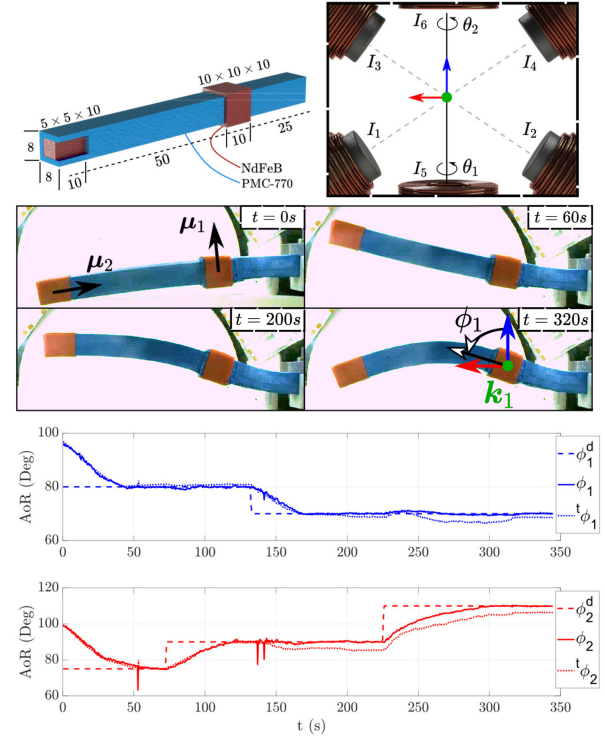 5 × 5 × 10
10 × 10 × 10
8
8
10
50
10
25
NdFeB
PMC-770
I₆
θ₂
I₃
I₄
I₁
I₂
I₅
θ₁
μ₁
μ₂
t = 0s
t = 60s
t = 200s
t = 320s
ϕ₁
k₁
AoR (Deg)
100
80
60
0
50
100
150
200
250
300
350
ϕ₁ᵈ
ϕ₁
ᵗϕ₁
AoR (Deg)
120
100
80
60
0
50
100
150
200
250
300
350
t (s)
ϕ₂ᵈ
ϕ₂
ᵗϕ₂